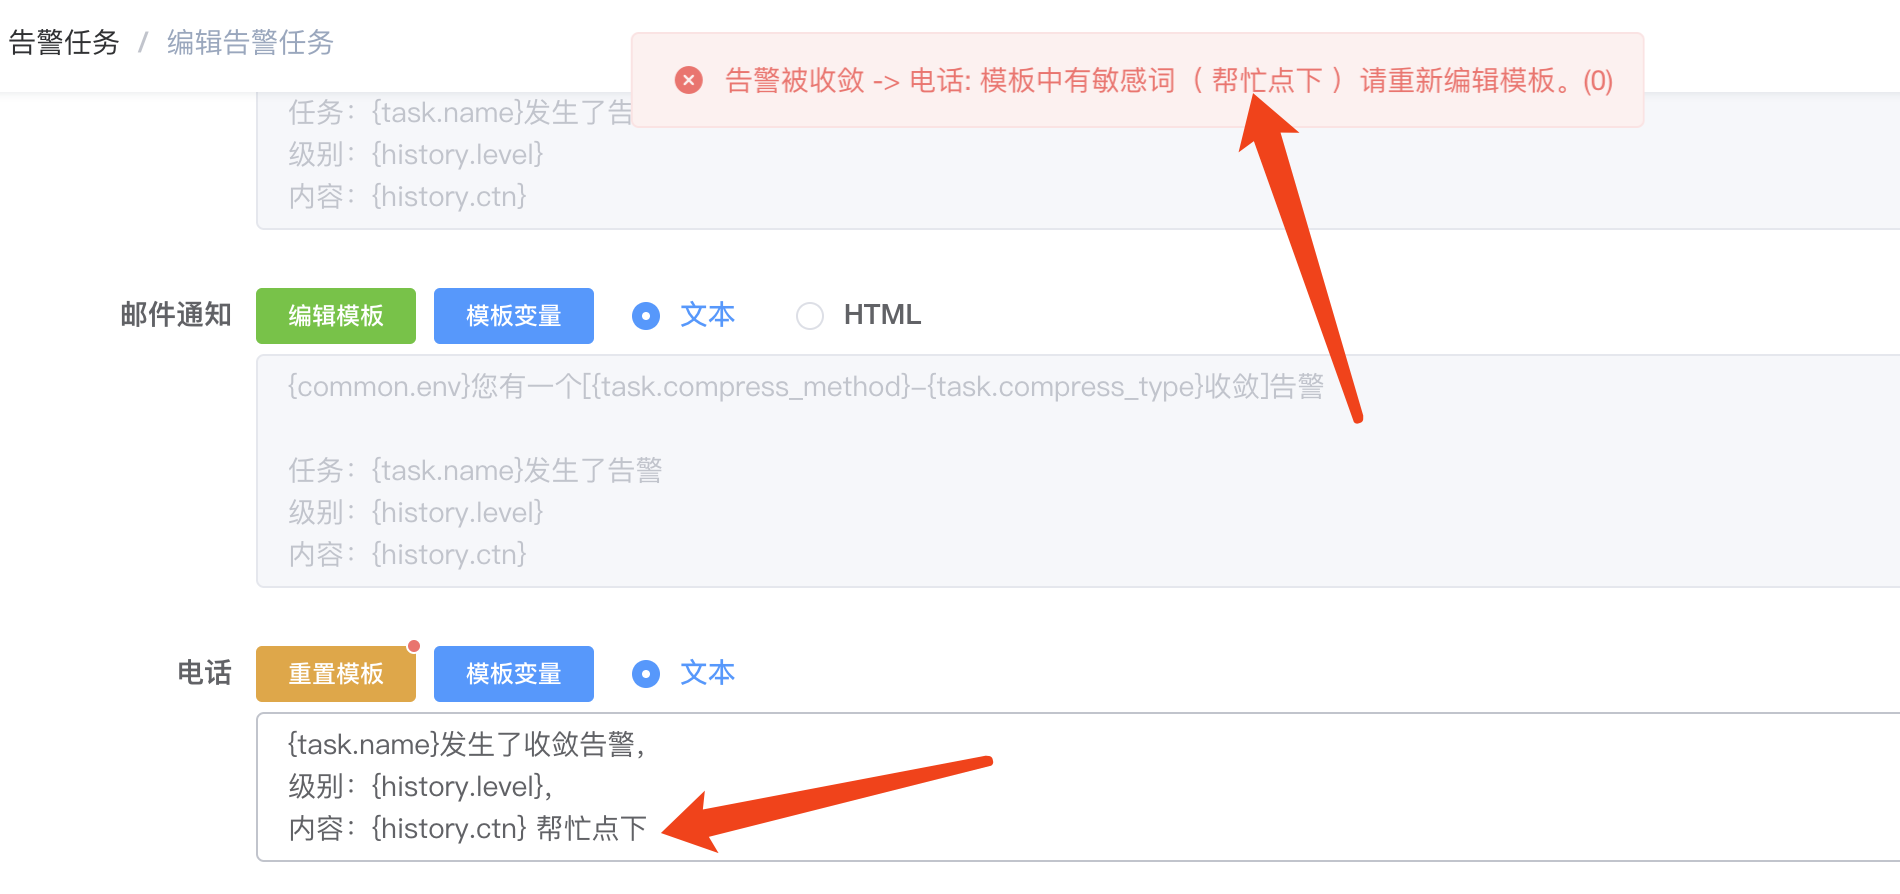 告警任务 / 编辑告警任务
告警被收敛 -> 电话: 模板中有敏感词（ 帮忙点下 ）请重新编辑模板。(0)
任务：{task.name}发生了告
级别：{history.level}
内容：{history.ctn}
邮件通知 编辑模板 模板变量 文本 HTML
{common.env}您有一个[{task.compress_method}-{task.compress_type}收敛]告警
任务：{task.name}发生了告警
级别：{history.level}
内容：{history.ctn}
电话 重置模板 模板变量 文本
{task.name}发生了收敛告警,
级别：{history.level},
内容：{history.ctn} 帮忙点下